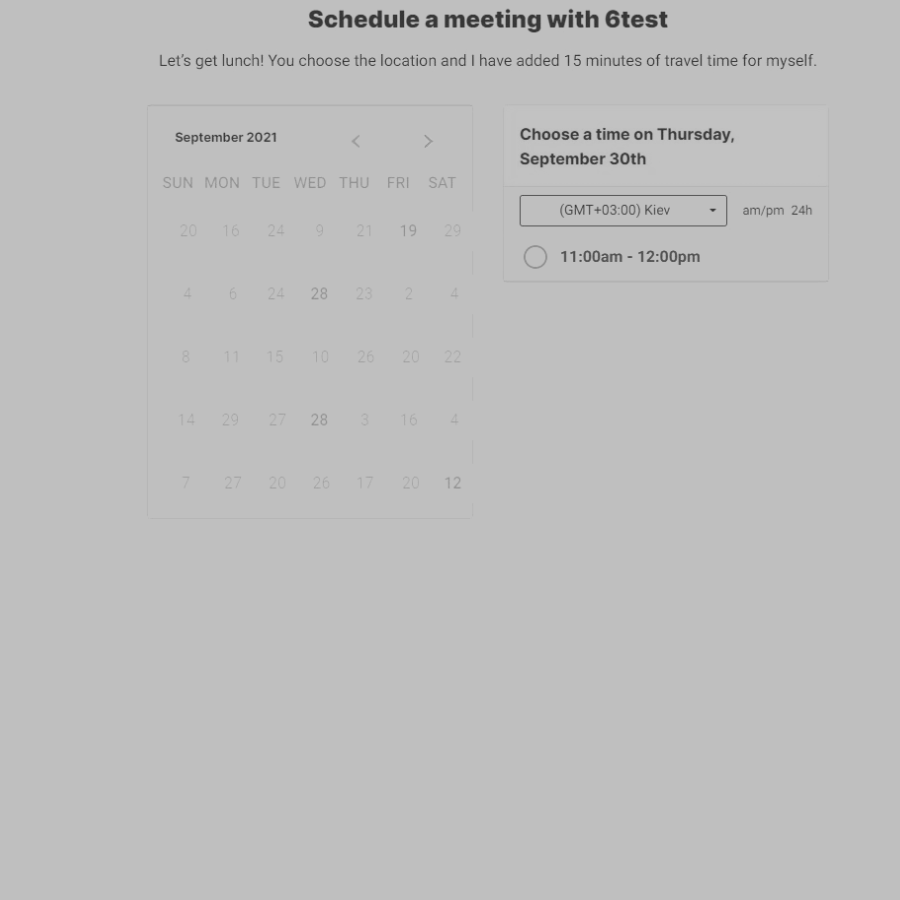 Schedule a meeting with 6test
Let's get lunch! You choose the location and I have added 15 minutes of travel time for myself.
September 2021
SUN MON TUE WED THU FRI SAT
20 16 24 9 21 19 29
4 6 24 28 23 2 4
8 11 15 10 26 20 22
14 29 27 28 3 16 4
7 27 20 26 17 20 12
Choose a time on Thursday,
September 30th
(GMT+03:00) Kiev am/pm 24h
11:00am - 12:00pm